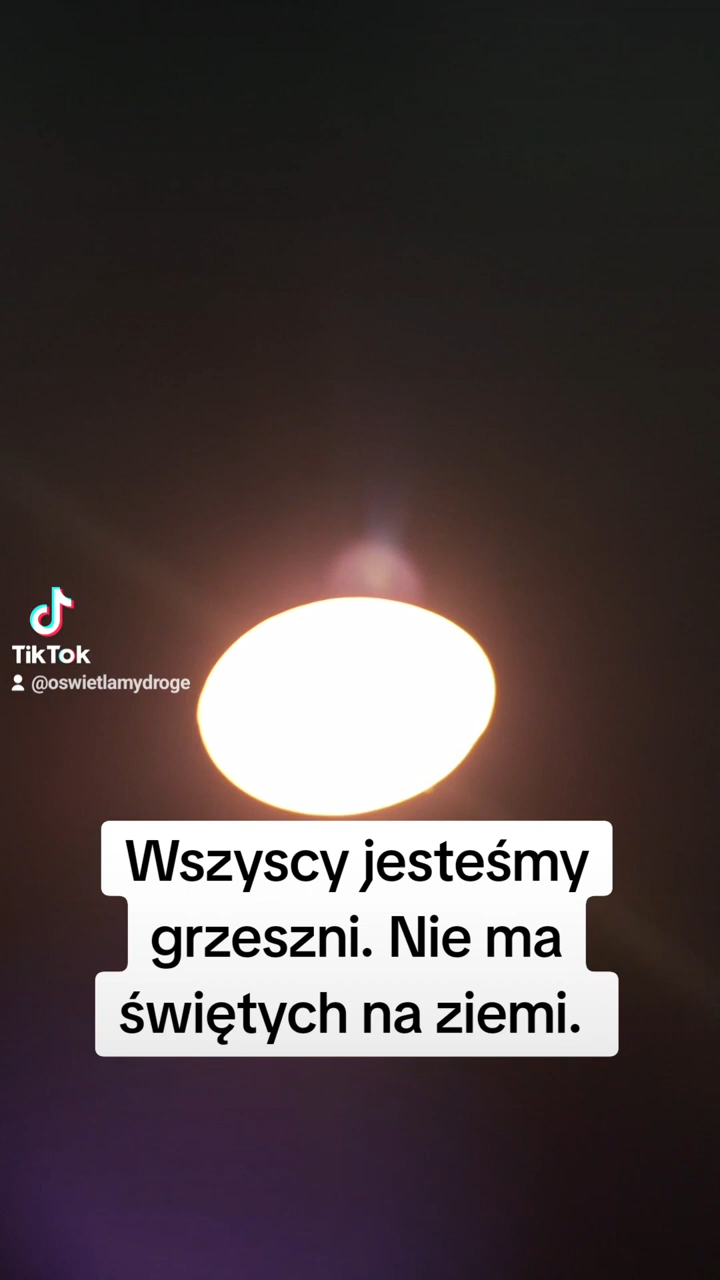 TikTok
@oswietlamydroge
Wszyscy jesteśmy
grzeszni. Nie ma
świętych na ziemi.